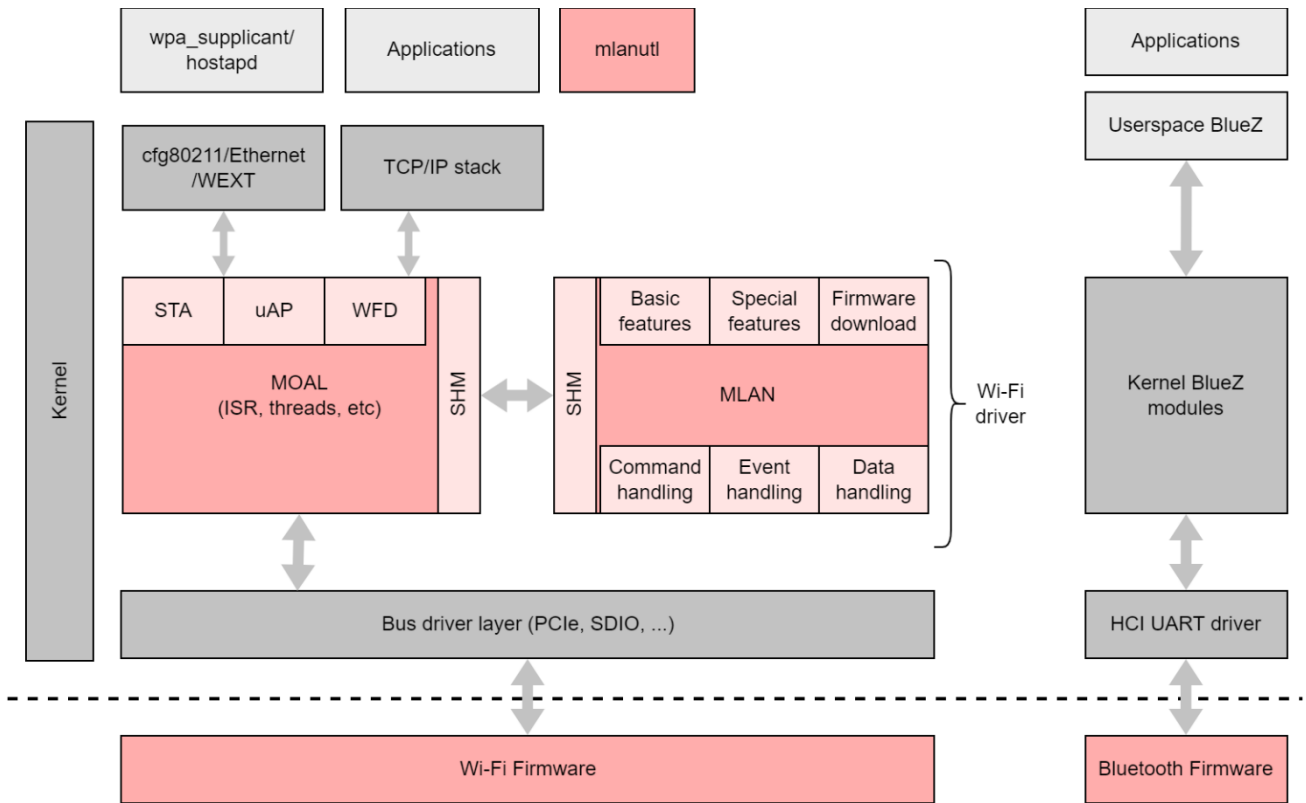 wpa_supplicant/
hostapd
Applications
mlanutl
Applications
Userspace BlueZ
Kernel
cfg80211/Ethernet
/WEXT
TCP/IP stack
STA
uAP
WFD
MOAL
(ISR, threads, etc)
SHM
SHM
Basic
features
Special
features
Firmware
download
MLAN
Command
handling
Event
handling
Data
handling
Wi-Fi
driver
Kernel BlueZ
modules
Bus driver layer (PCIe, SDIO, ...)
HCI UART driver
Wi-Fi Firmware
Bluetooth Firmware